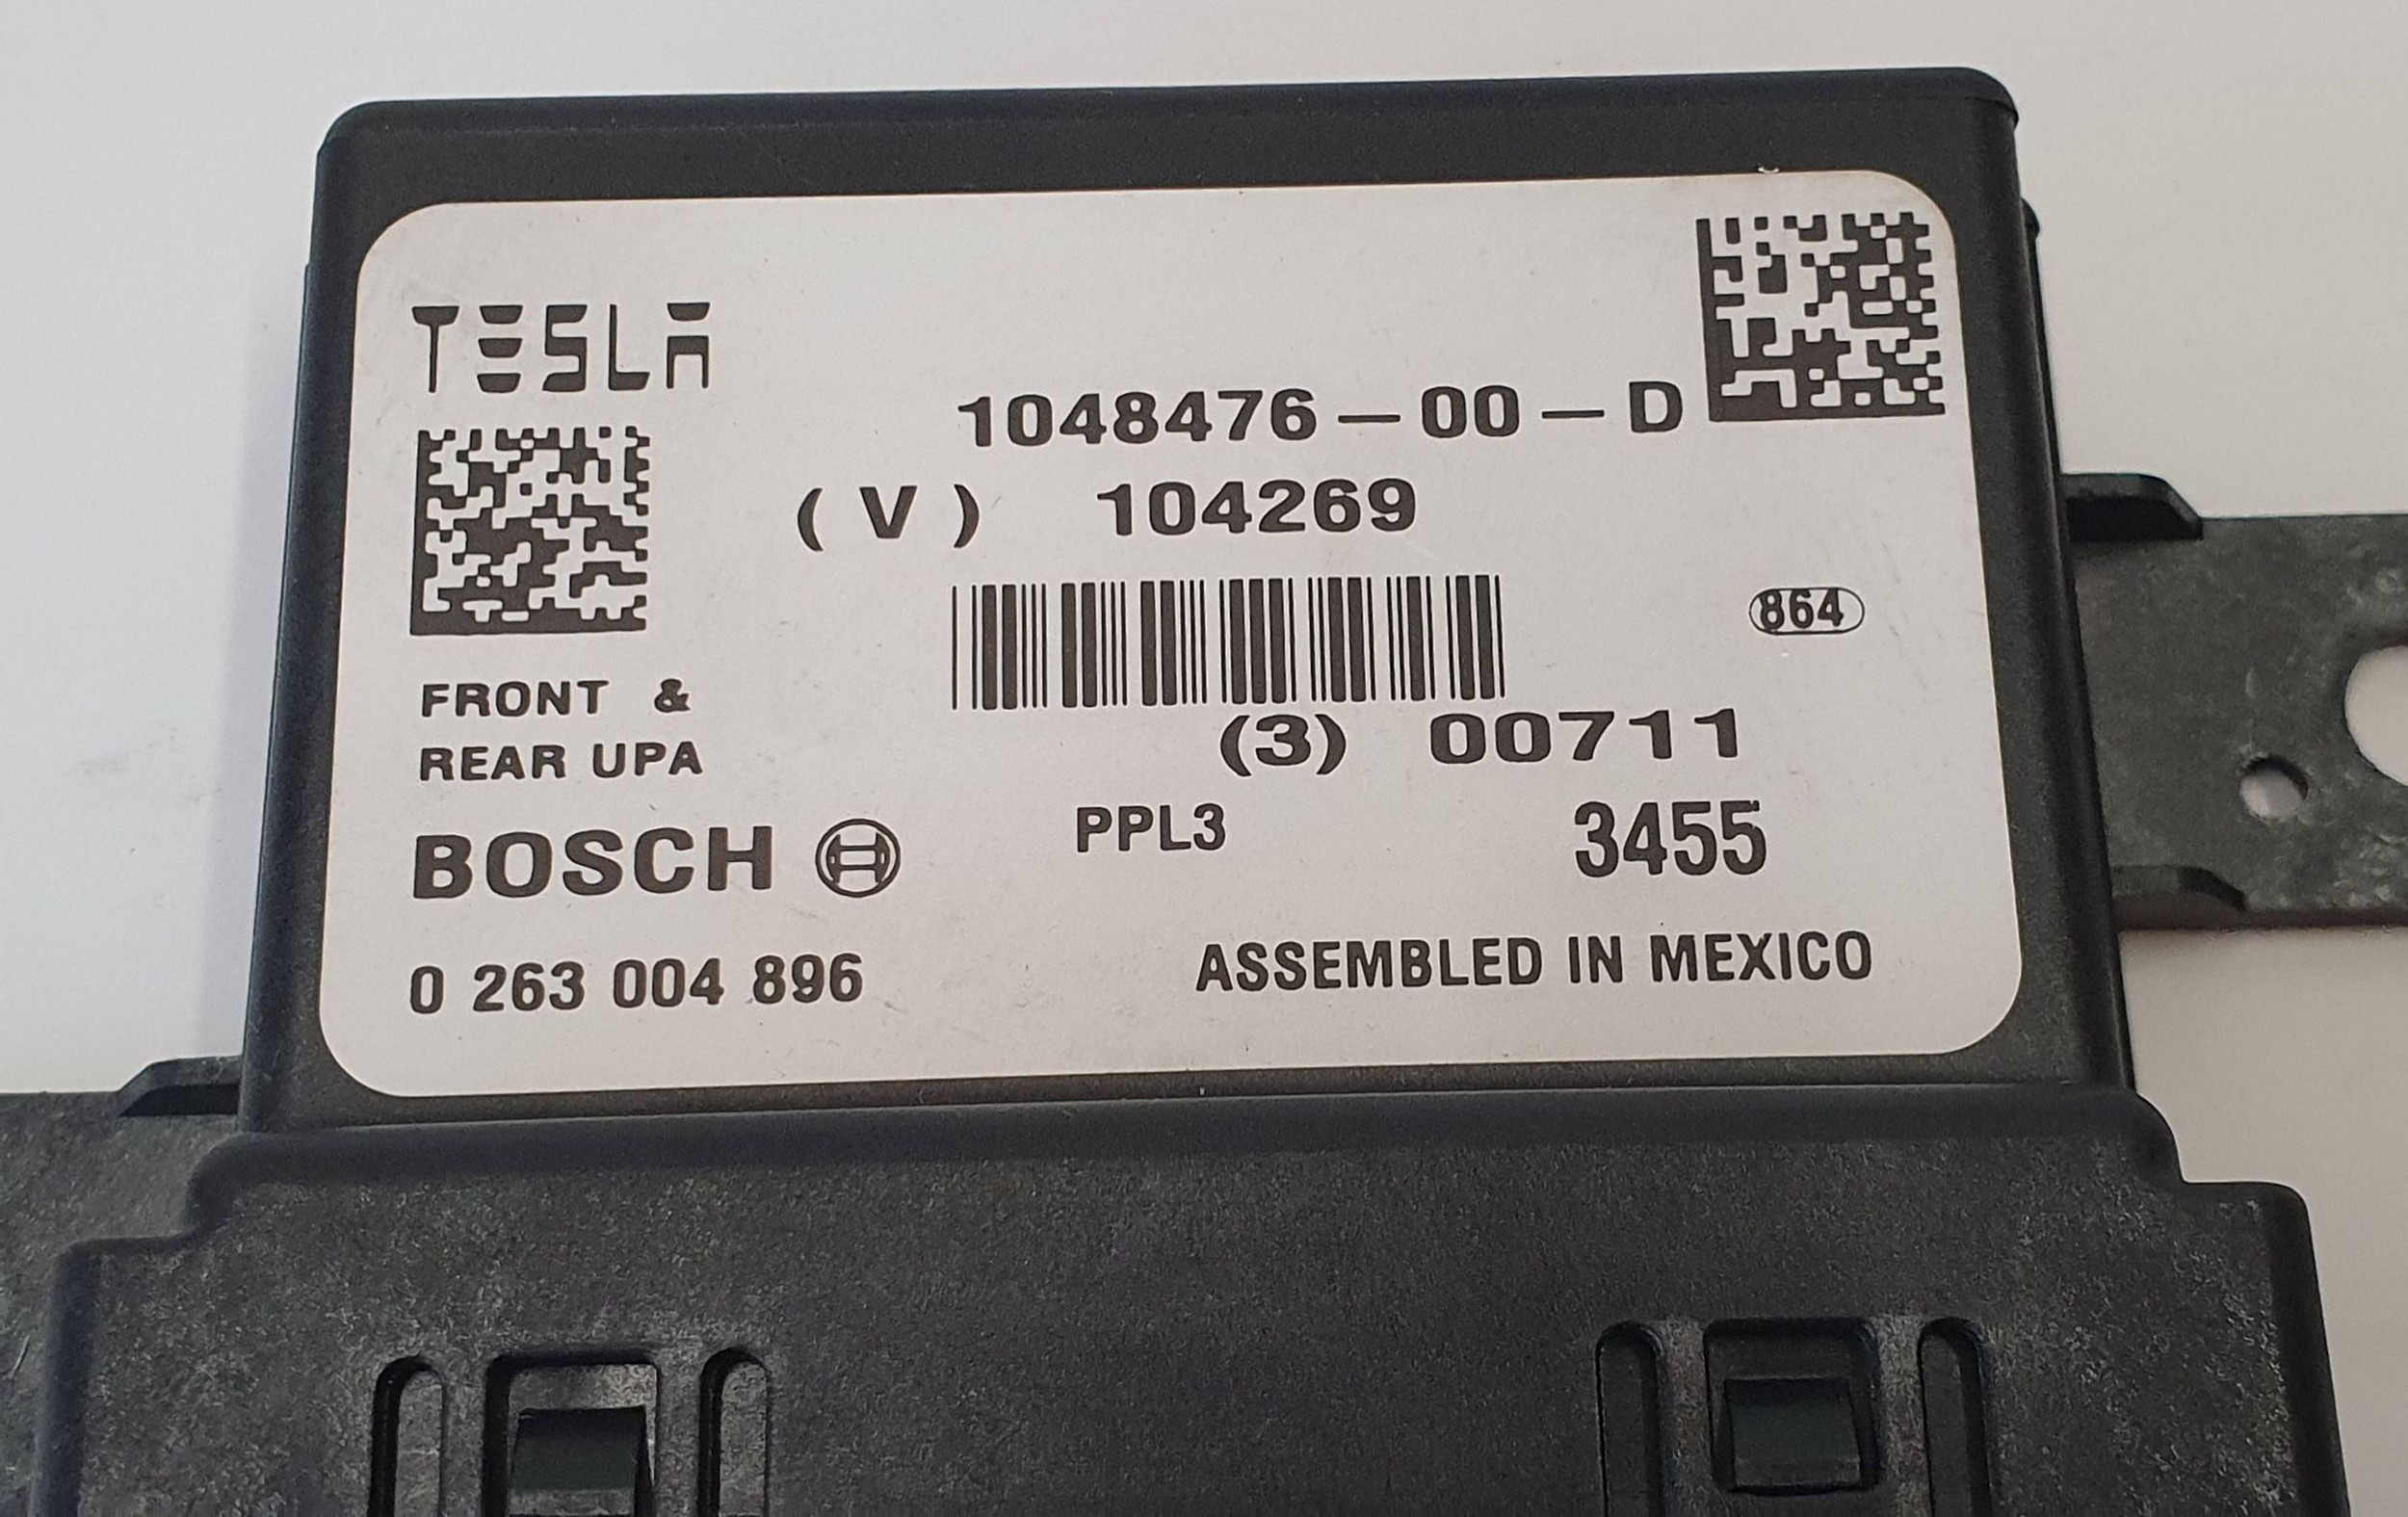 TESLA
1048476-00-D
(V) 104269
864
FRONT &
REAR UPA
(3) 00711
PPL3 3455
BOSCH
0 263 004 896
ASSEMBLED IN MEXICO